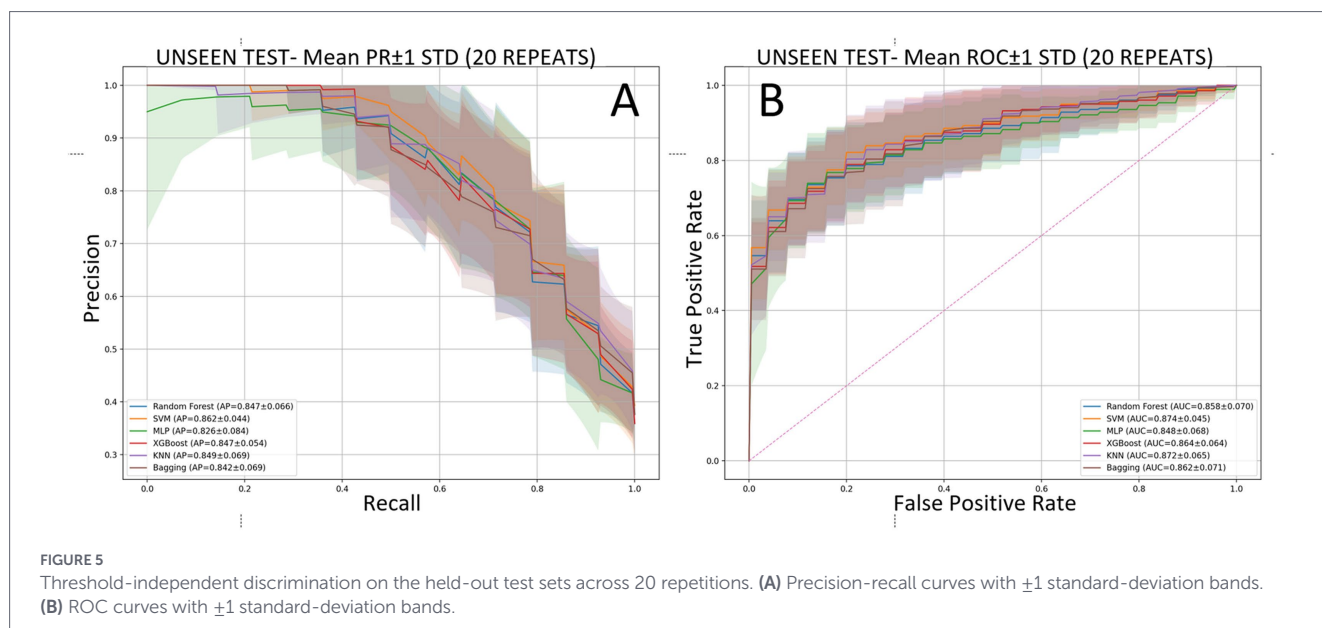 UNSEEN TEST- Mean PR±1 STD (20 REPEATS)
A
Precision
1.0
0.9
0.8
0.7
0.6
0.5
0.4
0.3
Random Forest (AP=0.847±0.066)
SVM (AP=0.862±0.044)
MLP (AP=0.826±0.084)
XGBoost (AP=0.847±0.054)
KNN (AP=0.849±0.069)
Bagging (AP=0.842±0.069)
0.0 0.2 0.4 0.6 0.8 1.0
Recall
UNSEEN TEST- Mean ROC±1 STD (20 REPEATS)
B
True Positive Rate
1.0
0.8
0.6
0.4
0.2
0.0
Random Forest (AUC=0.858±0.070)
SVM (AUC=0.874±0.045)
MLP (AUC=0.848±0.068)
XGBoost (AUC=0.864±0.064)
KNN (AUC=0.872±0.065)
Bagging (AUC=0.862±0.071)
0.0 0.2 0.4 0.6 0.8 1.0
False Positive Rate
FIGURE 5
Threshold-independent discrimination on the held-out test sets across 20 repetitions. (A) Precision-recall curves with ±1 standard-deviation bands.
(B) ROC curves with ±1 standard-deviation bands.